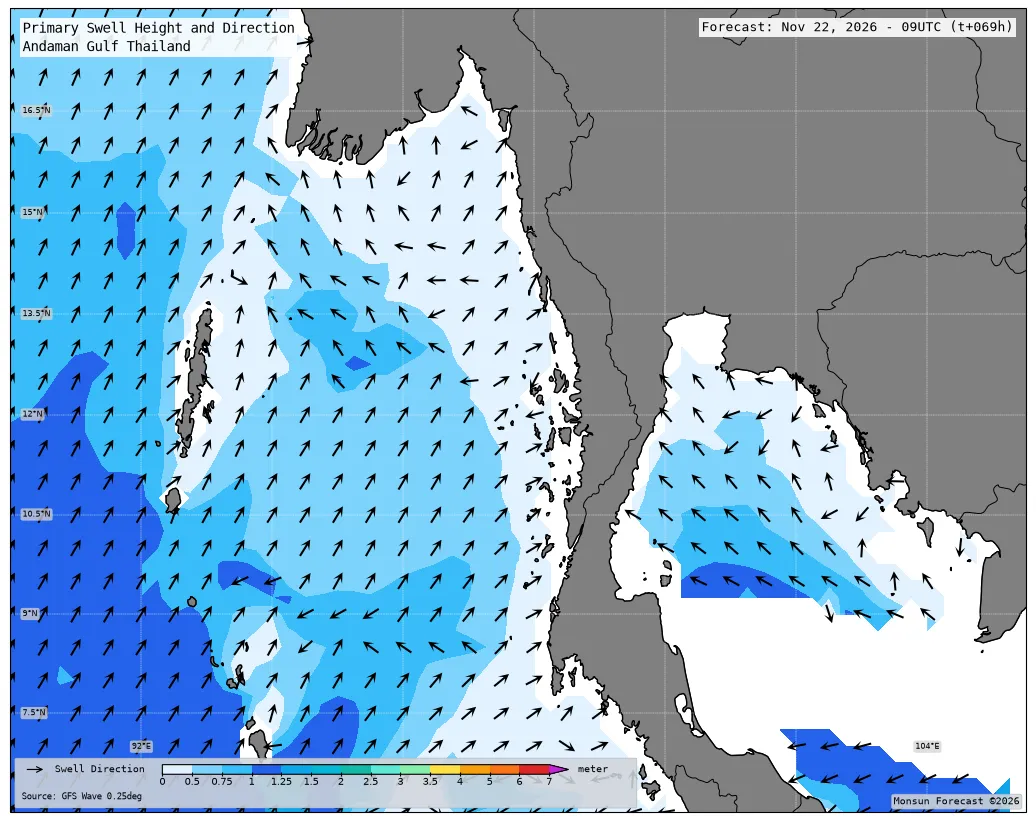 Primary Swell Height and Direction
Andaman Gulf Thailand
Forecast: Nov 22, 2026 - 09UTC (t+069h)
16.5°N
15°N
13.5°N
12°N
10.5°N
9°N
7.5°N
92°E
104°E
Swell Direction
0 0.5 0.75 1.25 1.5 2 2.5 3 3.5 4 5 6 7
meter
Source: GFS Wave 0.25deg
Monsun Forecast ©2026